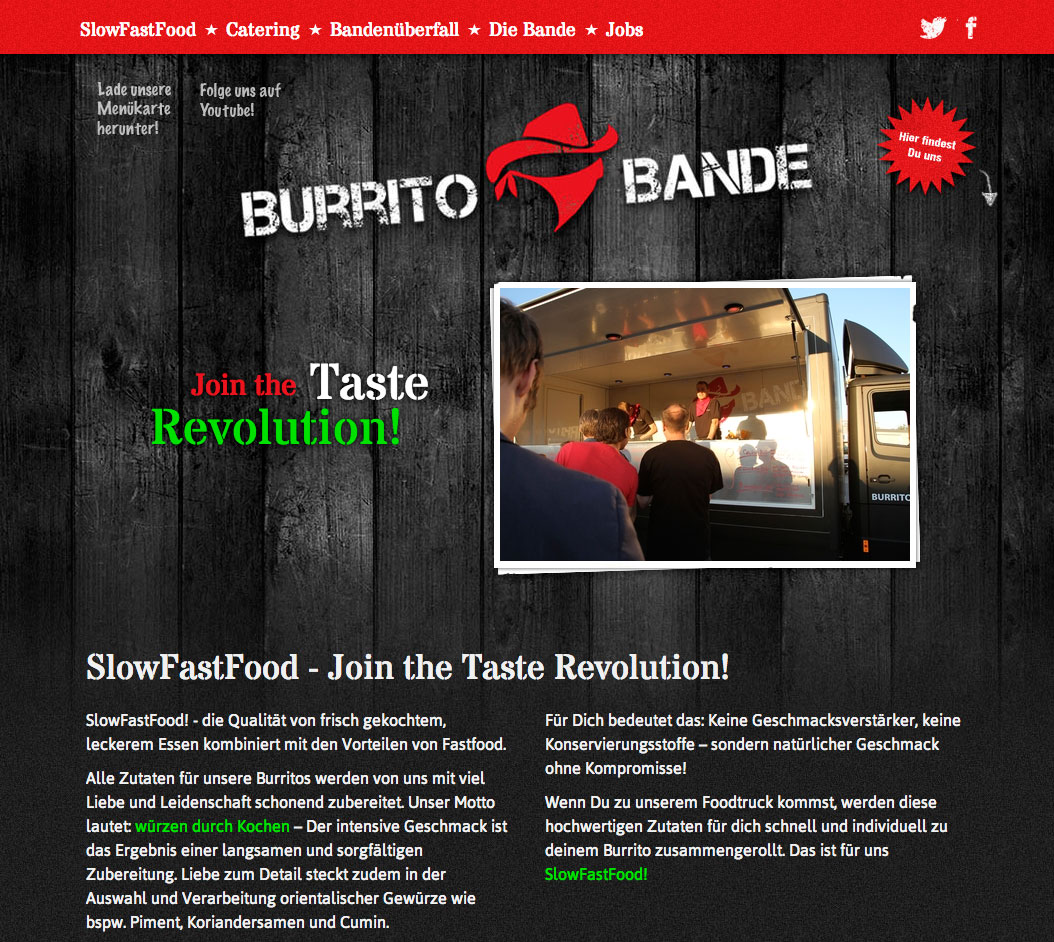 SlowFastFood ★ Catering ★ Bandenüberfall ★ Die Bande ★ Jobs
Lade unsere
Menükarte
herunter!
Folge uns auf
Youtube!
BURRITO BANDE
Hier findest
Du uns
Join the Taste
Revolution!
BANDE
BURRITO
SlowFastFood - Join the Taste Revolution!
SlowFastFood! - die Qualität von frisch gekochtem,
leckerem Essen kombiniert mit den Vorteilen von Fastfood.
Alle Zutaten für unsere Burritos werden von uns mit viel
Liebe und Leidenschaft schonend zubereitet. Unser Motto
lautet: würzen durch Kochen – Der intensive Geschmack ist
das Ergebnis einer langsamen und sorgfältigen
Zubereitung. Liebe zum Detail steckt zudem in der
Auswahl und Verarbeitung orientalischer Gewürze wie
bspw. Piment, Koriandersamen und Cumin.
Für Dich bedeutet das: Keine Geschmacksverstärker, keine
Konservierungsstoffe – sondern natürlicher Geschmack
ohne Kompromisse!
Wenn Du zu unserem Foodtruck kommst, werden diese
hochwertigen Zutaten für dich schnell und individuell zu
deinem Burrito zusammengerollt. Das ist für uns
SlowFastFood!